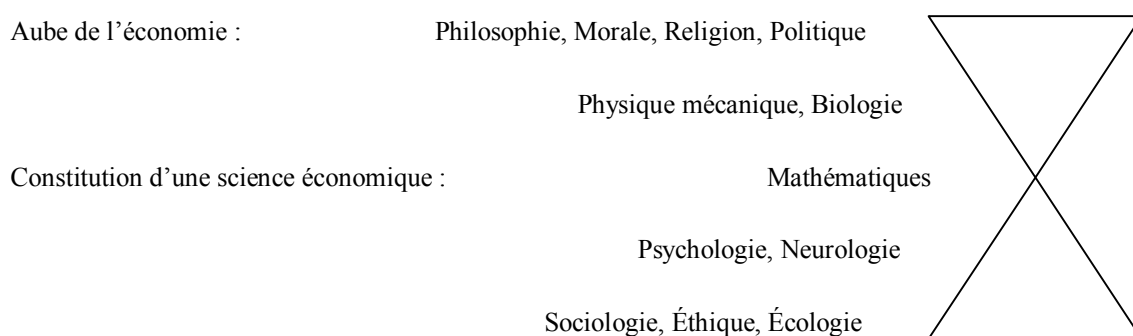 Aube de l’économie : Philosophie, Morale, Religion, Politique
Physique mécanique, Biologie
Constitution d’une science économique : Mathématiques
Psychologie, Neurologie
Sociologie, Éthique, Écologie